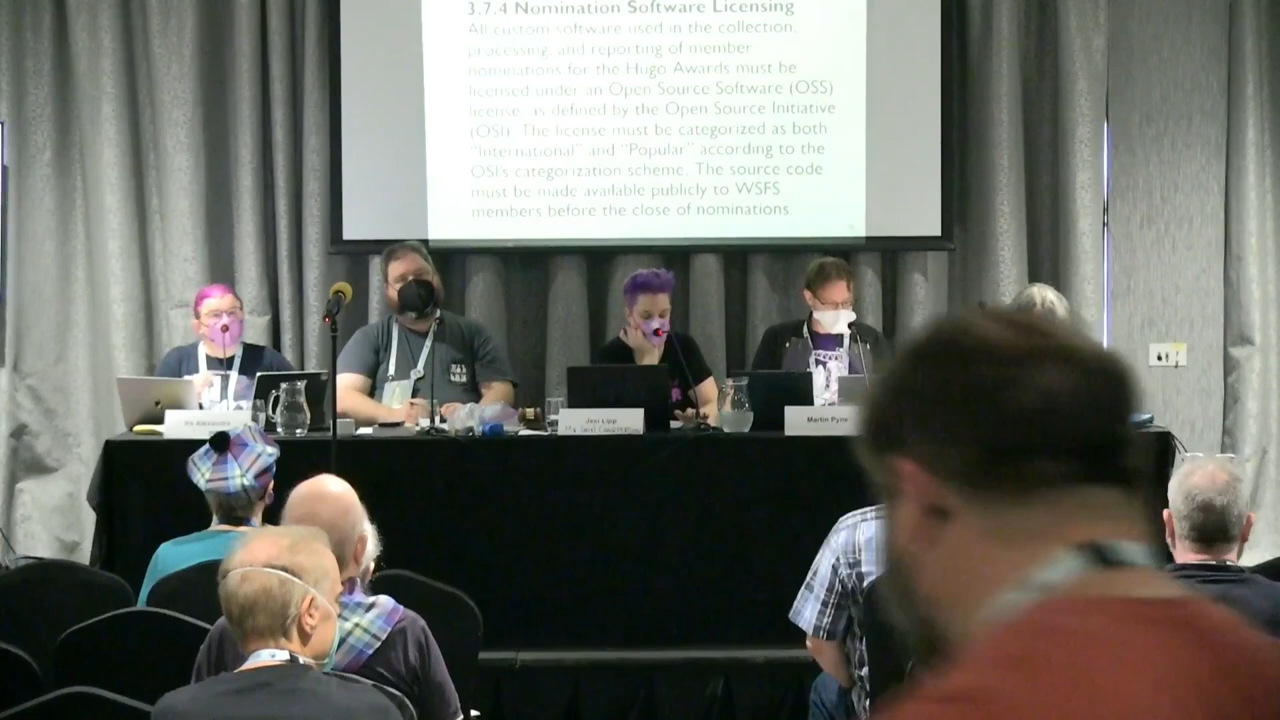 3.7.4 Nomination Software Licensing
All custom software used in the collection,
processing, and reporting of member
nominations for the Hugo Awards must be
licensed under an Open Source Software (OSS)
license, as defined by the Open Source Initiative
(OSI). The license must be categorized as both
“International” and “Popular” according to the
OSI's categorization scheme. The source code
must be made available publicly to WSFS
members before the close of nominations.
Ira Alexandre
Jesi Lipp
Martin Pyne